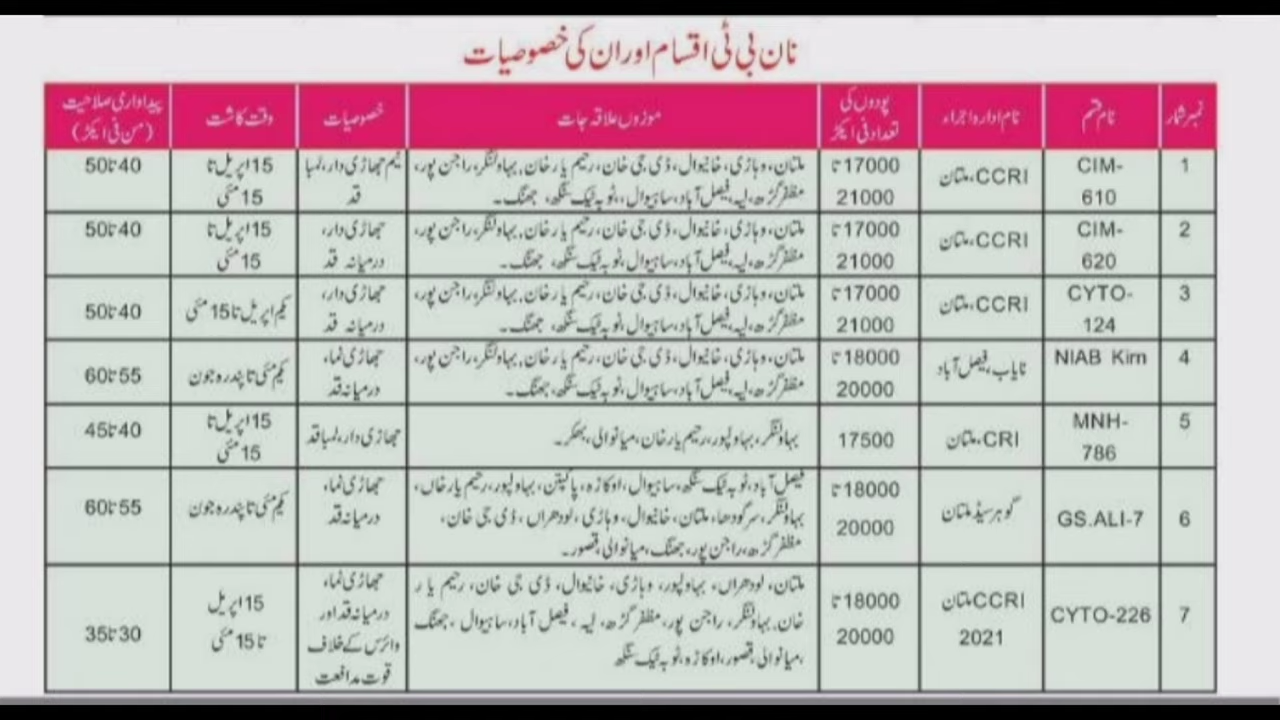 نان بی ٹی اقسام اور ان کی خصوصیات
نمبر شمار	نام قسم	نام ادارہ اجراء	پودوں کی تعداد فی ایکڑ	موزوں علاقہ جات	خصوصیات	وقت کاشت	پیداواری صلاحیت (من فی ایکڑ)
1	CIM-610	CCRI، ملتان	17000 تا 21000	ملتان، وہاڑی، خانیوال، ڈی جی خان، رحیم یار خان، بہاولنگر، راجن پور، مظفر گڑھ، لیہ، فیصل آباد، ساہیوال، ٹوبہ ٹیک سنگھ، جھنگ۔	نیم جھاڑی دار، لمبا قد	15 اپریل تا 15 مئی	40 تا 50
2	CIM-620	CCRI، ملتان	17000 تا 21000	ملتان، وہاڑی، خانیوال، ڈی جی خان، رحیم یار خان، بہاولنگر، راجن پور، مظفر گڑھ، لیہ، فیصل آباد، ساہیوال، ٹوبہ ٹیک سنگھ، جھنگ۔	جھاڑی دار، درمیانہ قد	15 اپریل تا 15 مئی	40 تا 50
3	CYTO-124	CCRI، ملتان	17000 تا 21000	ملتان، وہاڑی، خانیوال، ڈی جی خان، رحیم یار خان، بہاولنگر، راجن پور، مظفر گڑھ، لیہ، فیصل آباد، ساہیوال، ٹوبہ ٹیک سنگھ، جھنگ۔	جھاڑی دار، درمیانہ قد	یکم اپریل تا 15 مئی	40 تا 50
4	NIAB Kirn	نایاب، فیصل آباد	18000 تا 20000	ملتان، وہاڑی، خانیوال، ڈی جی خان، رحیم یار خان، بہاولنگر، راجن پور، مظفر گڑھ، لیہ، فیصل آباد، ساہیوال، ٹوبہ ٹیک سنگھ، جھنگ۔	جھاڑی نما، درمیانہ قد	یکم مئی تا پندرہ جون	55 تا 60
5	MNH-786	CRI، ملتان	17500	بہاولنگر، بہاولپور، رحیم یار خان، میانوالی، بھکر۔	جھاڑی دار، لمبا قد	15 اپریل تا 15 مئی	40 تا 45
6	GS.ALI-7	گوہر سیڈ ملتان	18000 تا 20000	فیصل آباد، ٹوبہ ٹیک سنگھ، ساہیوال، اوکاڑہ، پاکپتن، بہاولپور، رحیم یار خاں، بہاولنگر، سرگودھا، ملتان، خانیوال، وہاڑی، لودھراں، ڈی جی خان، مظفر گڑھ، راجن پور، جھنگ، میانوالی، قصور۔	جھاڑی نما، درمیانہ قد	یکم مئی تا پندرہ جون	55 تا 60
7	CYTO-226	CCRI ملتان 2021	18000 تا 20000	ملتان، لودھراں، بہاولپور، وہاڑی، خانیوال، ڈی جی خان، رحیم یار خان، بہاولنگر، راجن پور، مظفر گڑھ، لیہ، فیصل آباد، ساہیوال، جھنگ، میانوالی، قصور، اوکاڑہ، ٹوبہ ٹیک سنگھ	جھاڑی نما، درمیانہ قد اور وائرس کے خلاف قوت مدافعت	15 اپریل تا 15 مئی	30 تا 35